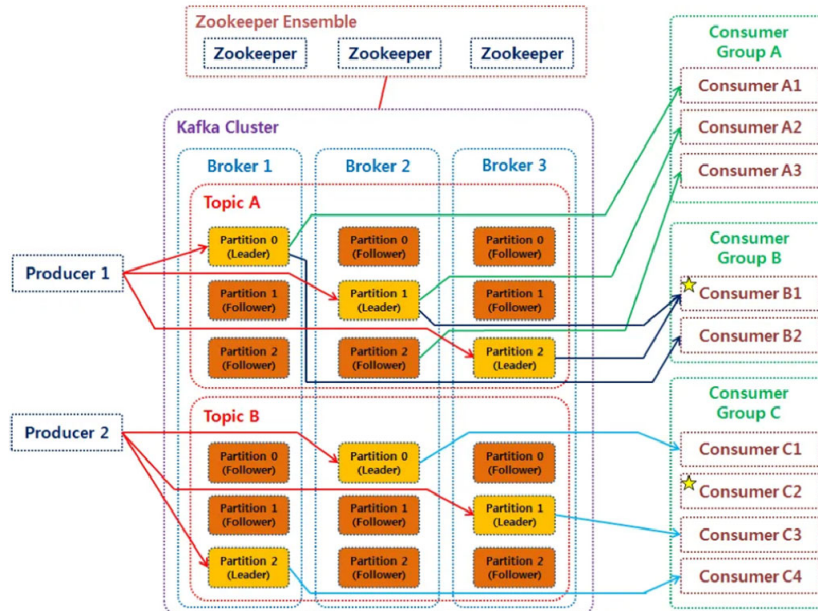 Zookeeper Ensemble
Zookeeper
Zookeeper
Zookeeper
Kafka Cluster
Broker 1
Broker 2
Broker 3
Topic A
Partition 0
(Leader)
Partition 0
(Follower)
Partition 0
(Follower)
Partition 1
(Follower)
Partition 1
(Leader)
Partition 1
(Follower)
Partition 2
(Follower)
Partition 2
(Follower)
Partition 2
(Leader)
Topic B
Partition 0
(Follower)
Partition 0
(Leader)
Partition 0
(Follower)
Partition 1
(Follower)
Partition 1
(Follower)
Partition 1
(Leader)
Partition 2
(Leader)
Partition 2
(Follower)
Partition 2
(Follower)
Producer 1
Producer 2
Consumer
Group A
Consumer A1
Consumer A2
Consumer A3
Consumer
Group B
Consumer B1
Consumer B2
Consumer
Group C
Consumer C1
Consumer C2
Consumer C3
Consumer C4